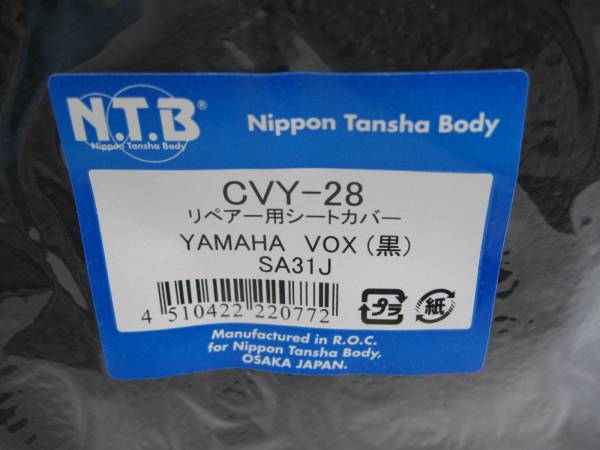 N.T.B®
Nippon Tansha Body
Nippon Tansha Body
CVY-28
リペアー用シートカバー
YAMAHA VOX(黒)
SA31J
4 510422 220772
プラ
紙
Manufactured in R.O.C.
for Nippon Tansha Body,
OSAKA JAPAN.